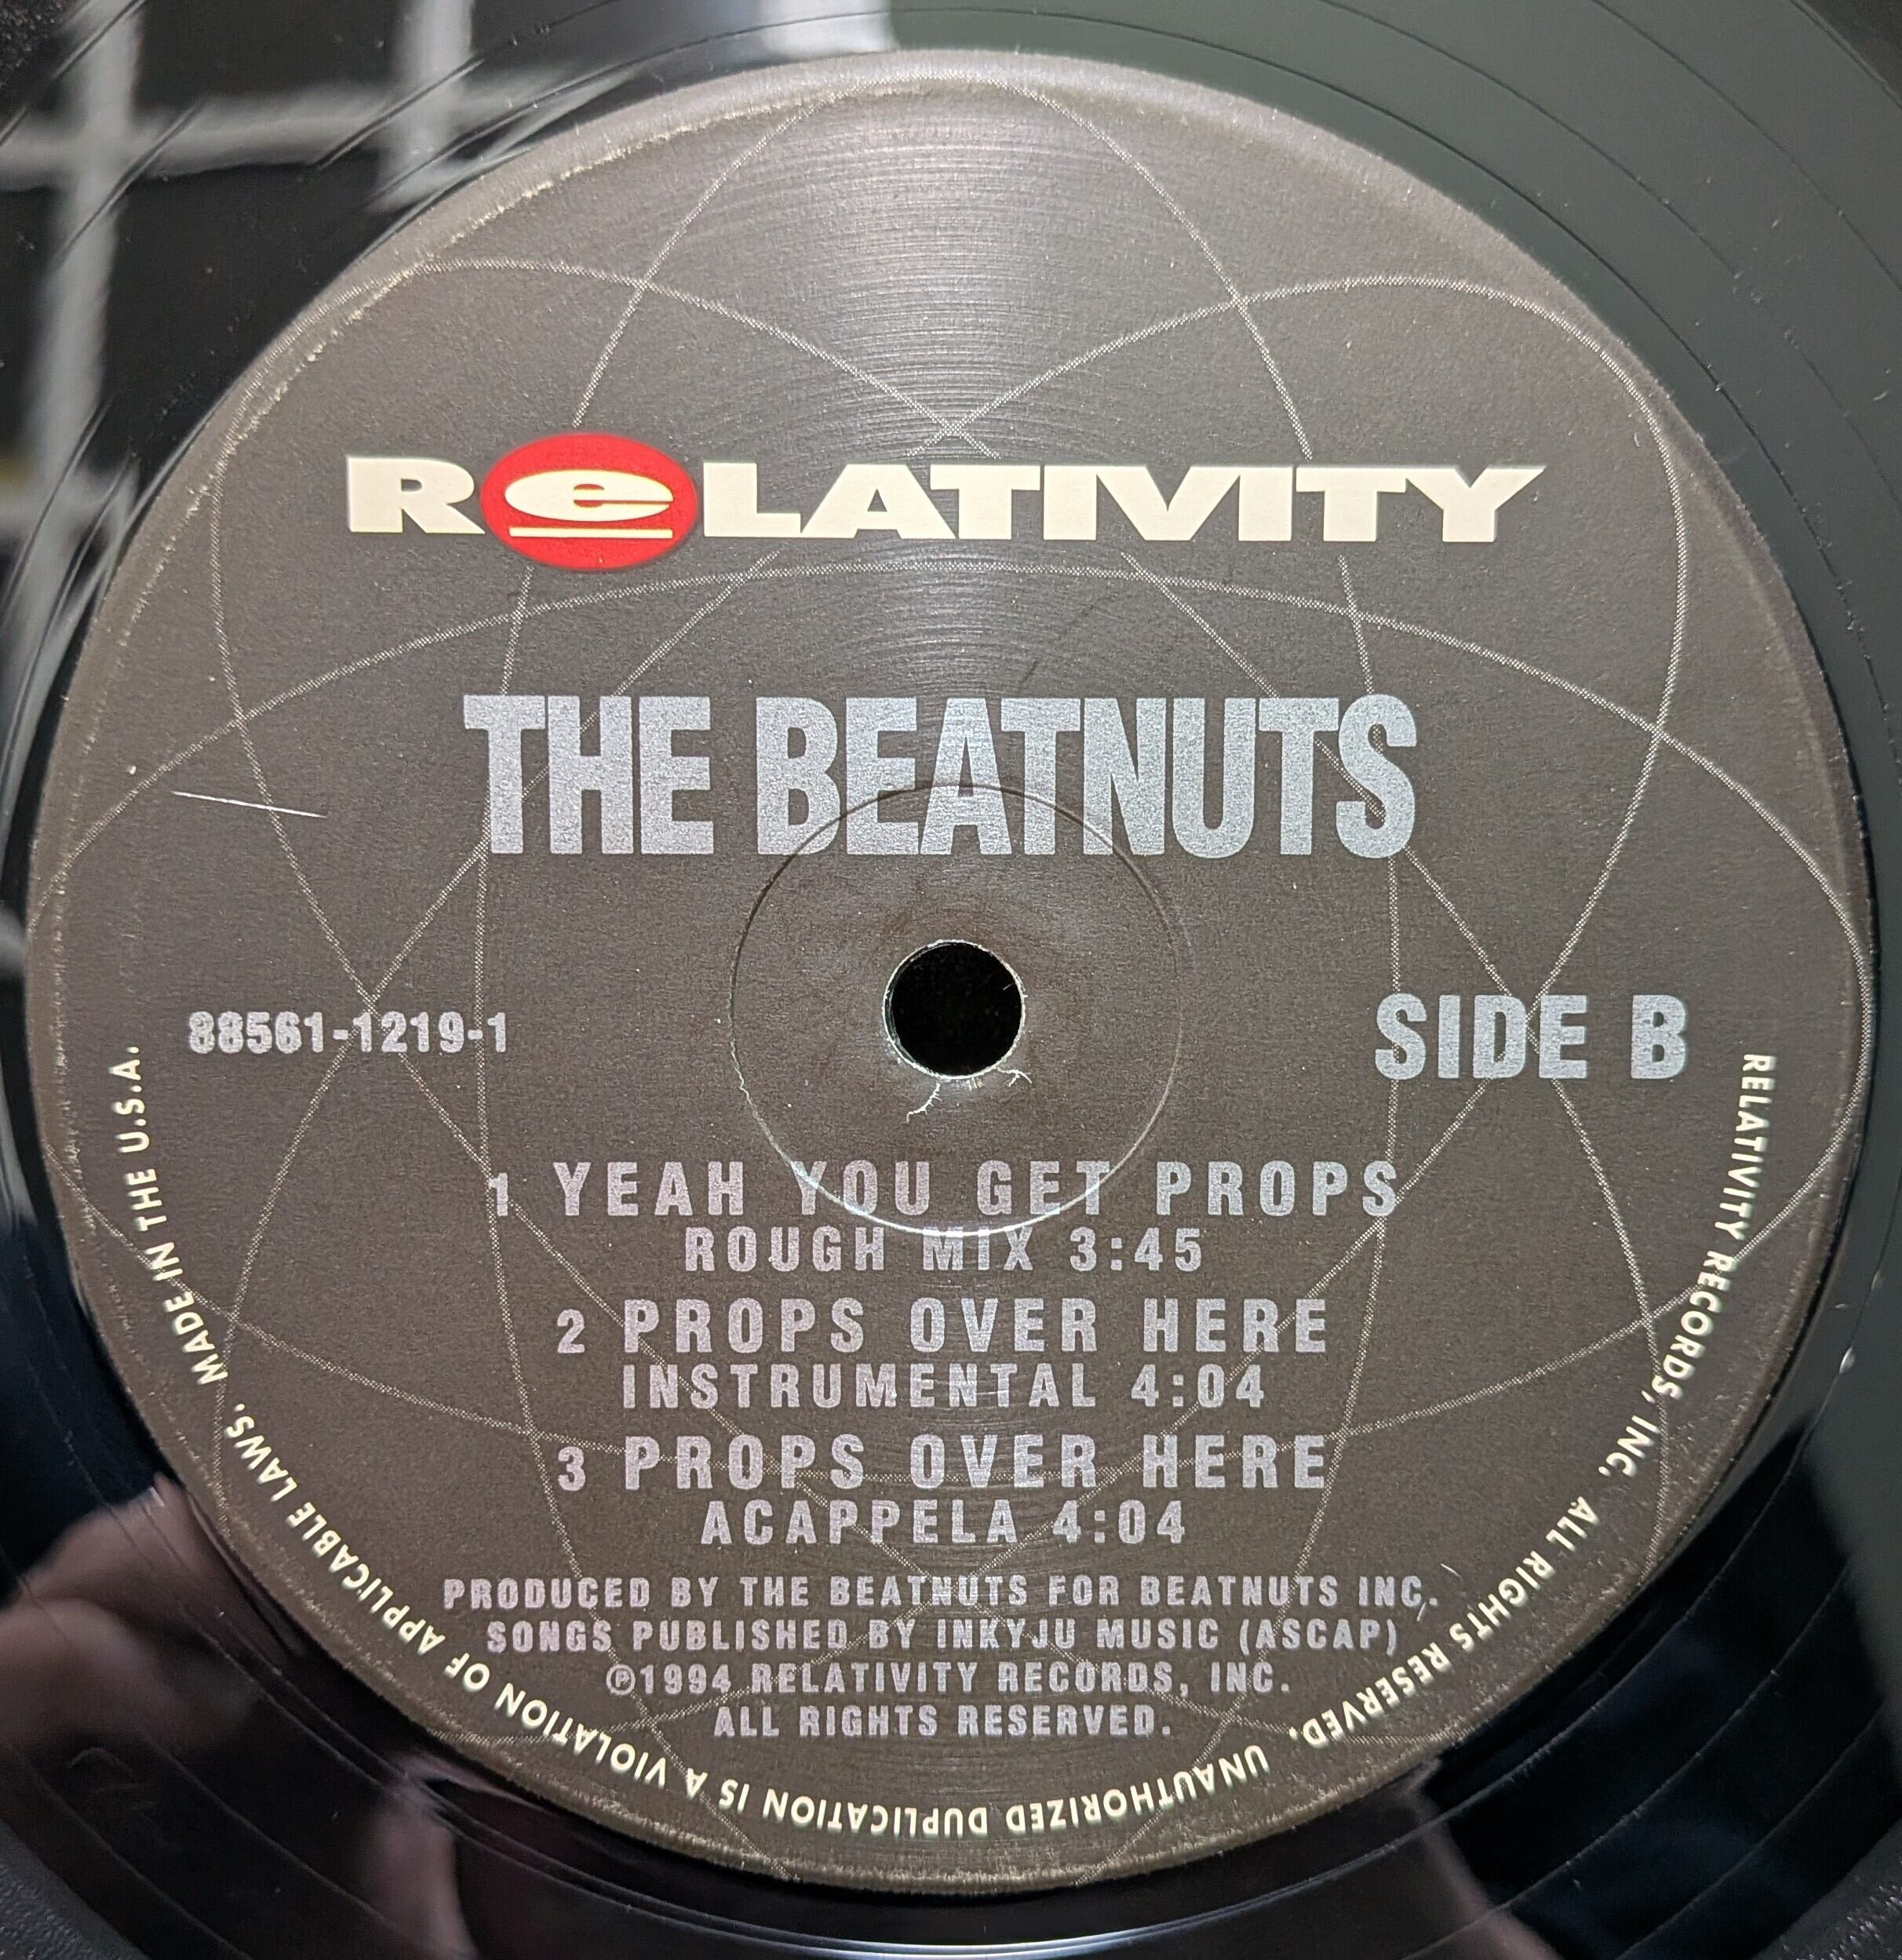 ReLATIVITY
THE BEATNUTS
88561-1219-1
SIDE B
1 YEAH YOU GET PROPS
ROUGH MIX 3:45
2 PROPS OVER HERE
INSTRUMENTAL 4:04
3 PROPS OVER HERE
ACAPPELA 4:04
PRODUCED BY THE BEATNUTS FOR BEATNUTS INC.
SONGS PUBLISHED BY INKYJU MUSIC (ASCAP)
℗1994 RELATIVITY RECORDS, INC.
ALL RIGHTS RESERVED.
RELATIVITY RECORDS, INC. ALL RIGHTS RESERVED. UNAUTHORIZED DUPLICATION IS A VIOLATION OF APPLICABLE LAWS. MADE IN THE U.S.A.